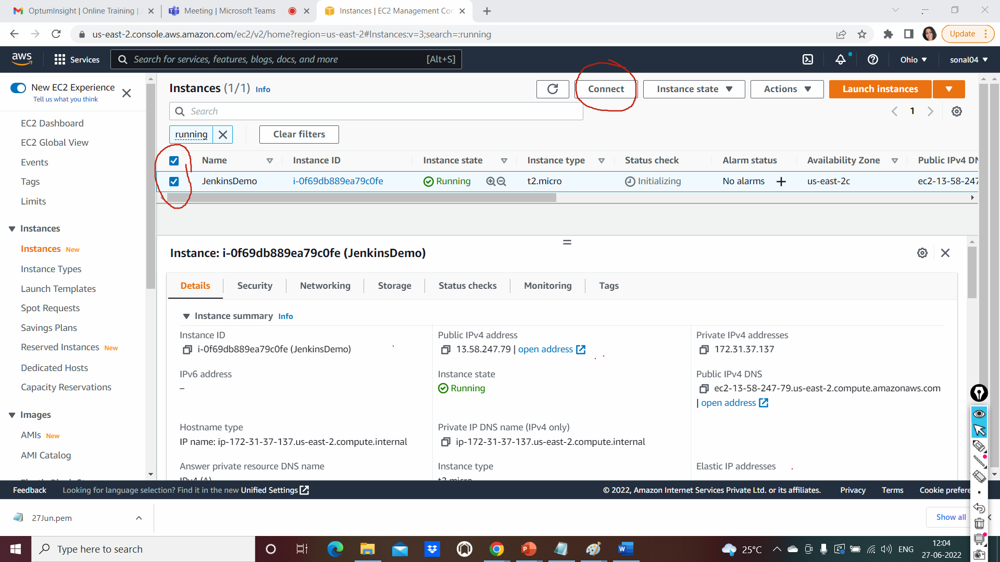 OptumInsight | Online Training |
Meeting | Microsoft Teams
Instances | EC2 Management Con
us-east-2.console.aws.amazon.com/ec2/v2/home?region=us-east-2#Instances:v=3;search=:running
Update
aws
Services
Search for services, features, blogs, docs, and more
[Alt+S]
Ohio
sonal04
New EC2 Experience
Tell us what you think
EC2 Dashboard
EC2 Global View
Events
Tags
Limits
Instances
Instances New
Instance Types
Launch Templates
Spot Requests
Savings Plans
Reserved Instances New
Dedicated Hosts
Capacity Reservations
Images
AMIs New
AMI Catalog
Instances (1/1) Info
Connect
Instance state
Actions
Launch instances
Search
1
running
Clear filters
Name Instance ID Instance state Instance type Status check Alarm status Availability Zone Public IPv4 DN
JenkinsDemo i-0f69db889ea79c0fe Running t2.micro Initializing No alarms + us-east-2c ec2-13-58-247
Instance: i-0f69db889ea79c0fe (JenkinsDemo)
Details Security Networking Storage Status checks Monitoring Tags
Instance summary Info
Instance ID
i-0f69db889ea79c0fe (JenkinsDemo)
Public IPv4 address
13.58.247.79 | open address
Private IPv4 addresses
172.31.37.137
IPv6 address
–
Instance state
Running
Public IPv4 DNS
ec2-13-58-247-79.us-east-2.compute.amazonaws.com
| open address
Hostname type
IP name: ip-172-31-37-137.us-east-2.compute.internal
Private IP DNS name (IPv4 only)
ip-172-31-37-137.us-east-2.compute.internal
Answer private resource DNS name
IPv4 (A)
Instance type
t2.micro
Elastic IP addresses
Feedback
Looking for language selection? Find it in the new Unified Settings
© 2022, Amazon Internet Services Private Ltd. or its affiliates.
Privacy
Terms
Cookie prefere
27Jun.pem
Show all
Type here to search
25°C
ENG
12:04
27-06-2022